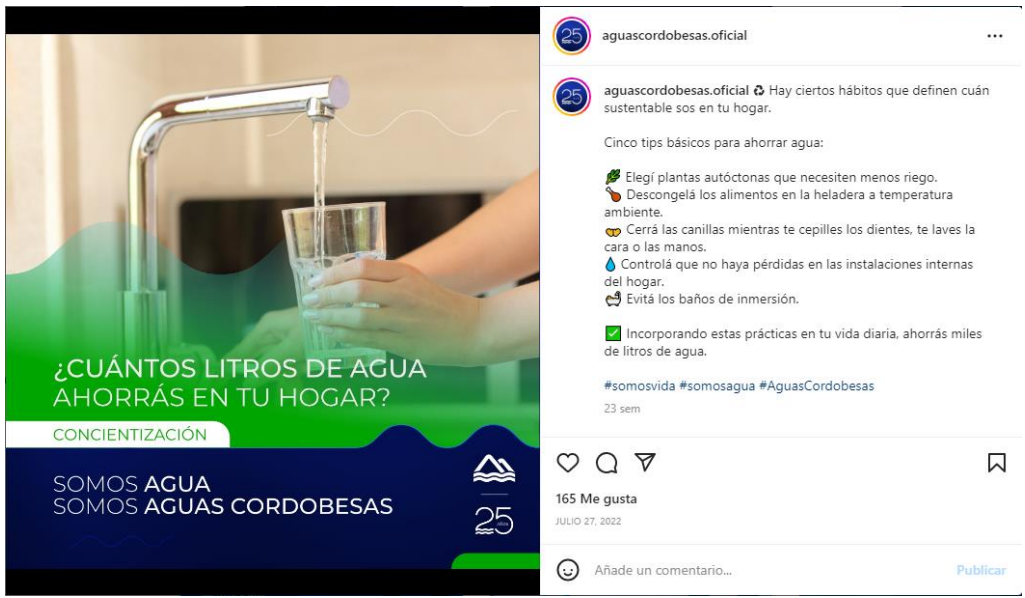 ¿CUÁNTOS LITROS DE AGUA
AHORRÁS EN TU HOGAR?
CONCIENTIZACIÓN
SOMOS AGUA
SOMOS AGUAS CORDOBESAS
25
25
aguascordobesas.oficial
25
aguascordobesas.oficial ♻ Hay ciertos hábitos que definen cuán
sustentable sos en tu hogar.
Cinco tips básicos para ahorrar agua:
🌿 Elegí plantas autóctonas que necesiten menos riego.
🍗 Descongelá los alimentos en la heladera a temperatura
ambiente.
🤝 Cerrá las canillas mientras te cepilles los dientes, te laves la
cara o las manos.
💧 Controlá que no haya pérdidas en las instalaciones internas
del hogar.
🛀 Evitá los baños de inmersión.
✅ Incorporando estas prácticas en tu vida diaria, ahorrás miles
de litros de agua.
#somosvida #somosagua #AguasCordobesas
23 sem
165 Me gusta
JULIO 27, 2022
Añade un comentario...
Publicar